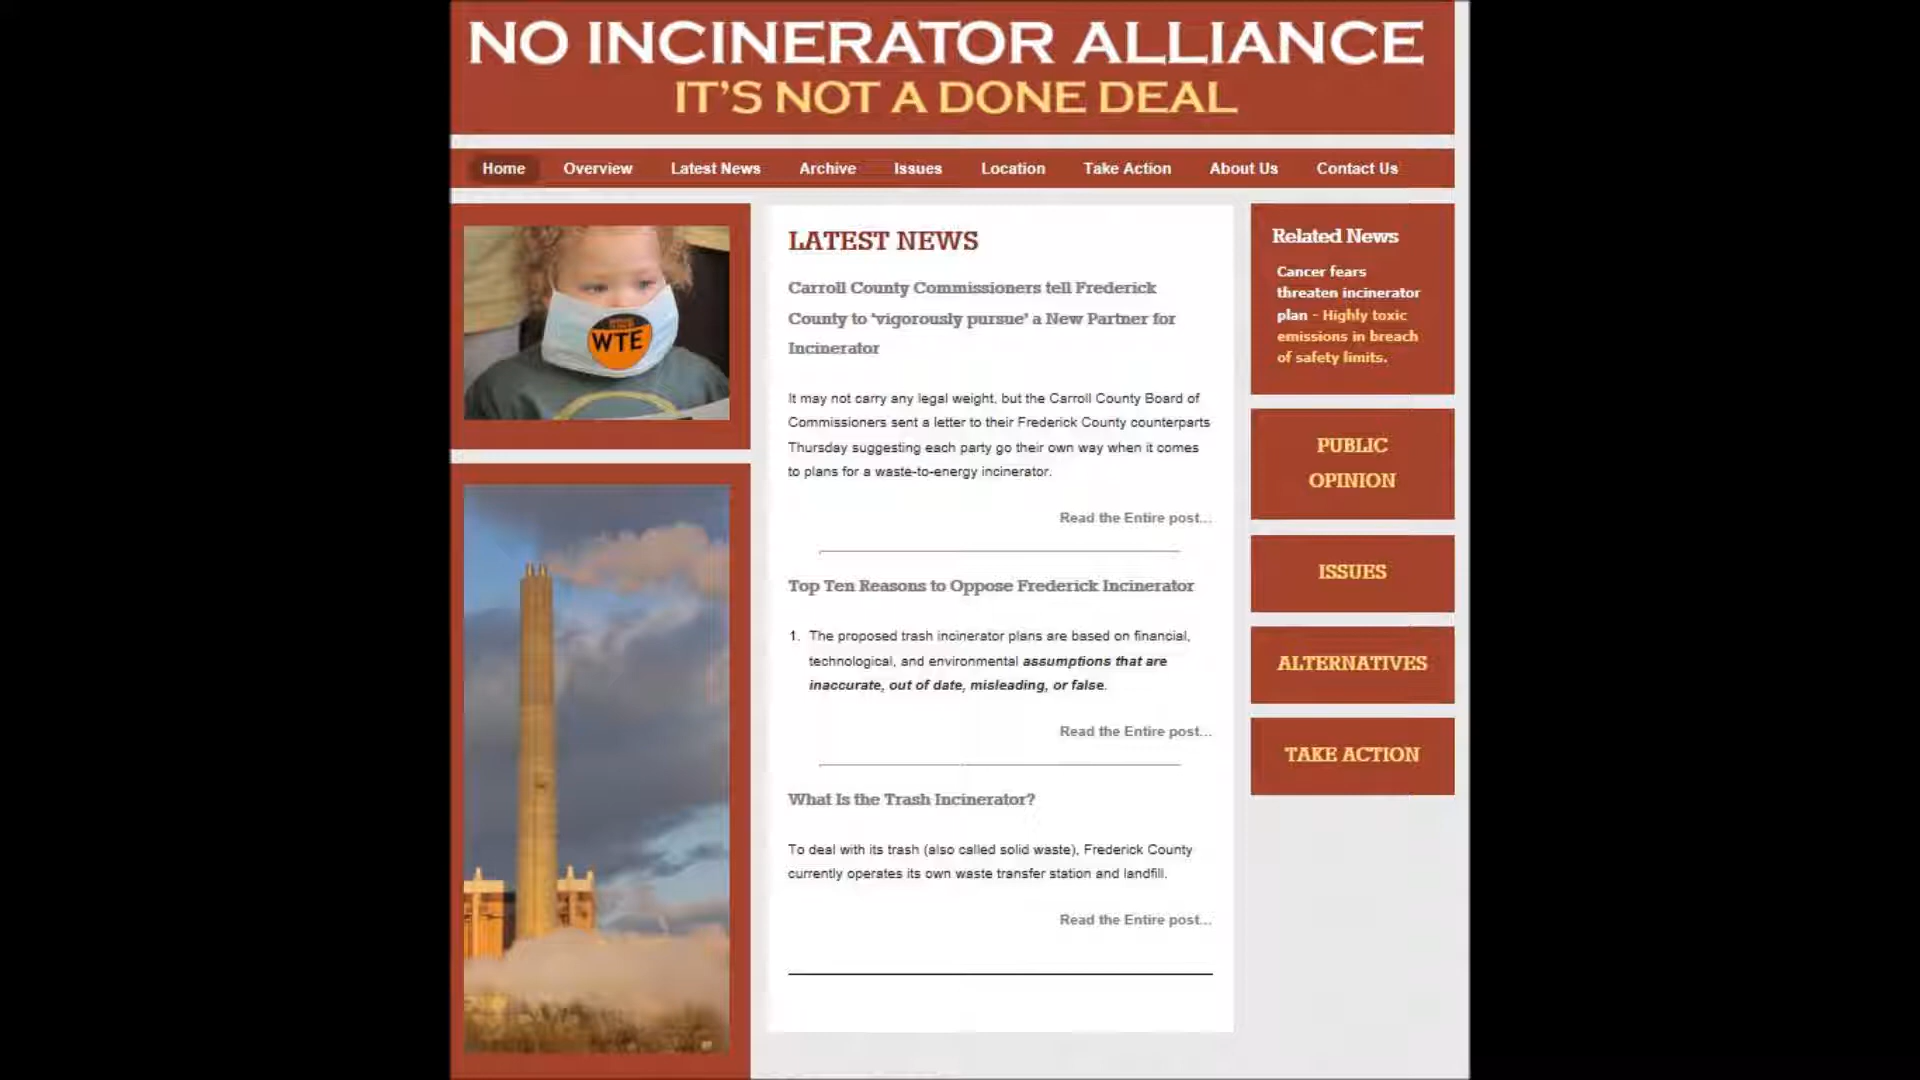 NO INCINERATOR ALLIANCE
IT'S NOT A DONE DEAL
Home Overview Latest News Archive Issues Location Take Action About Us Contact Us
WTE
LATEST NEWS
Carroll County Commissioners tell Frederick
County to 'vigorously pursue' a New Partner for
Incinerator
It may not carry any legal weight, but the Carroll County Board of
Commissioners sent a letter to their Frederick County counterparts
Thursday suggesting each party go their own way when it comes
to plans for a waste-to-energy incinerator.
Read the Entire post...
Top Ten Reasons to Oppose Frederick Incinerator
1. The proposed trash incinerator plans are based on financial,
technological, and environmental assumptions that are
inaccurate, out of date, misleading, or false.
Read the Entire post...
What Is the Trash Incinerator?
To deal with its trash (also called solid waste), Frederick County
currently operates its own waste transfer station and landfill.
Read the Entire post...
Related News
Cancer fears
threaten incinerator
plan - Highly toxic
emissions in breach
of safety limits.
PUBLIC
OPINION
ISSUES
ALTERNATIVES
TAKE ACTION